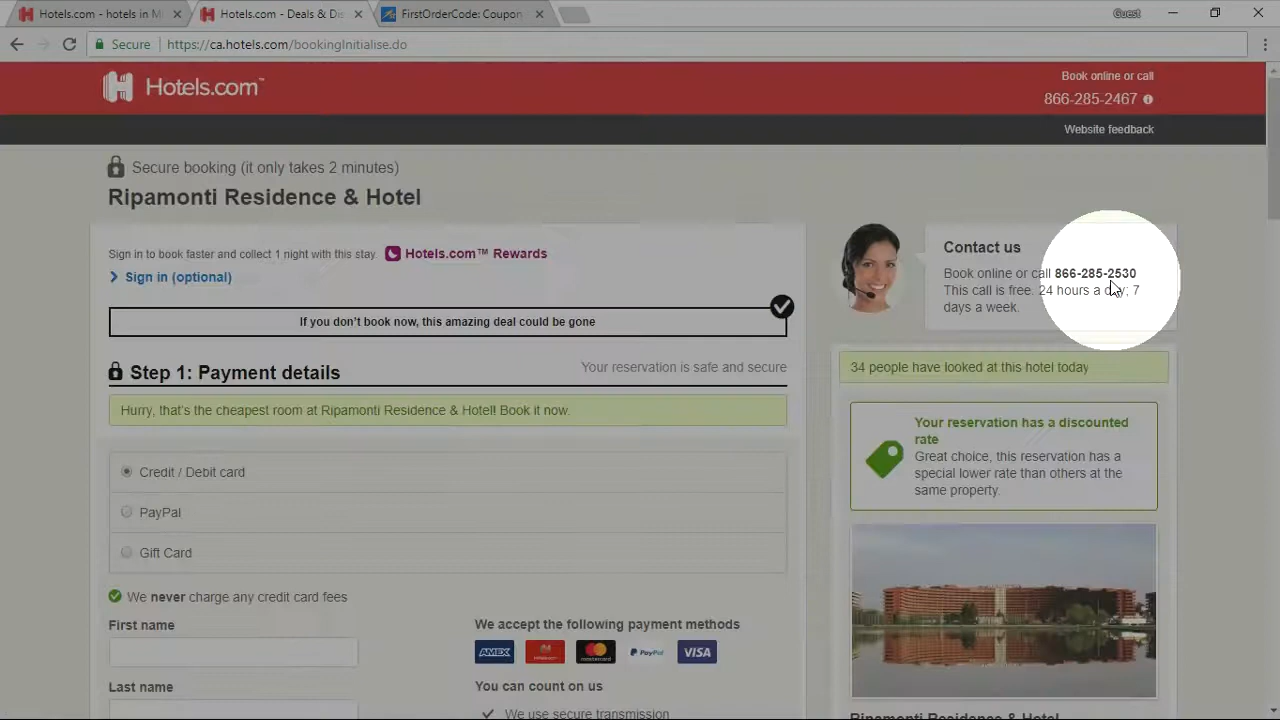 Hotels.com - hotels in M
Hotels.com - Deals & Dis
FirstOrderCode: Coupon
Guest
Secure
https://ca.hotels.com/bookingInitialise.do
Hotels.com™
Book online or call
866-285-2467
Website feedback
Secure booking (it only takes 2 minutes)
Ripamonti Residence & Hotel
Sign in to book faster and collect 1 night with this stay.
Hotels.com™ Rewards
Sign in (optional)
If you don't book now, this amazing deal could be gone
Step 1: Payment details
Your reservation is safe and secure
Hurry, that's the cheapest room at Ripamonti Residence & Hotel! Book it now.
Credit / Debit card
PayPal
Gift Card
We never charge any credit card fees
First name
Last name
We accept the following payment methods
AMEX
mastercard
PayPal
VISA
You can count on us
We use secure transmission
Contact us
Book online or call 866-285-2530
This call is free. 24 hours a day; 7
days a week.
34 people have looked at this hotel today
Your reservation has a discounted
rate
Great choice, this reservation has a
special lower rate than others at the
same property.
Ripamonti Residence & Hotel